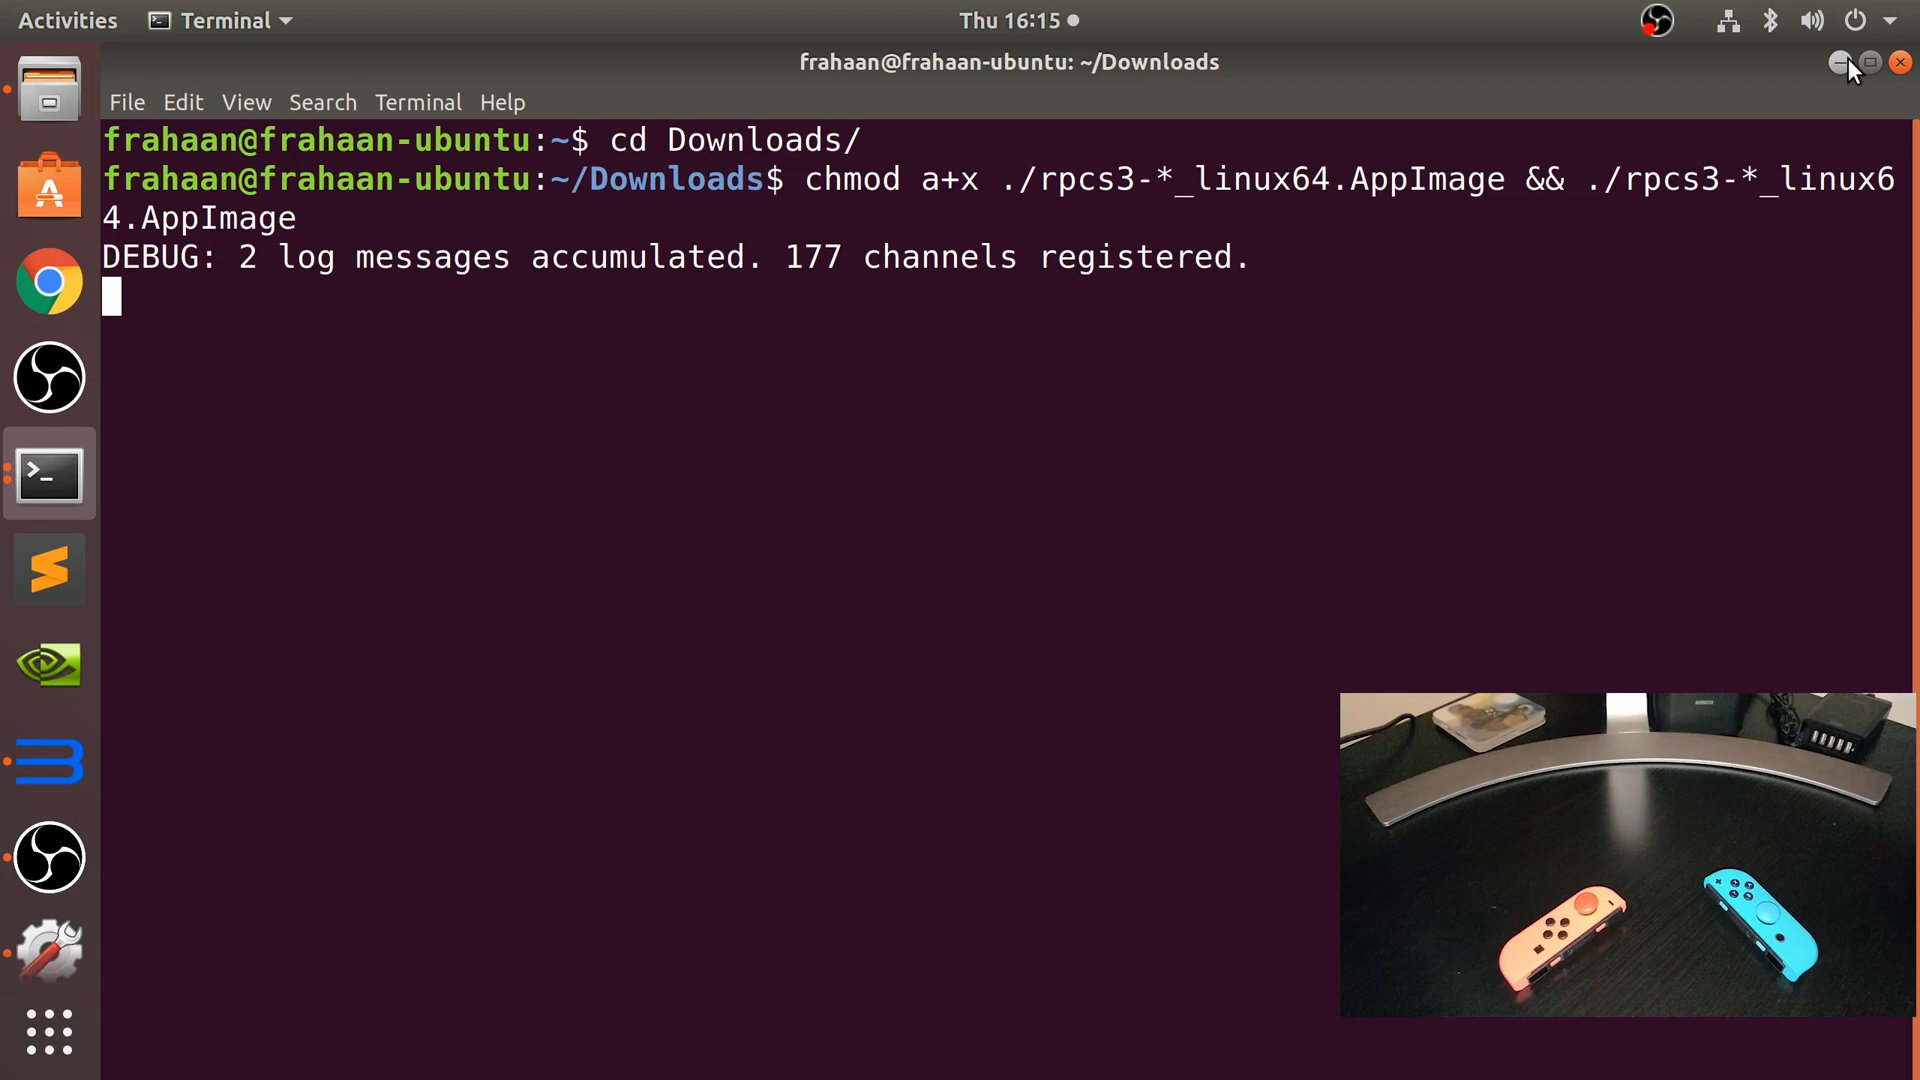 Activities
Terminal
Thu 16:15
frahaan@frahaan-ubuntu: ~/Downloads
File Edit View Search Terminal Help
frahaan@frahaan-ubuntu:~$ cd Downloads/
frahaan@frahaan-ubuntu:~/Downloads$ chmod a+x ./rpcs3-*_linux64.AppImage && ./rpcs3-*_linux6
4.AppImage
DEBUG: 2 log messages accumulated. 177 channels registered.